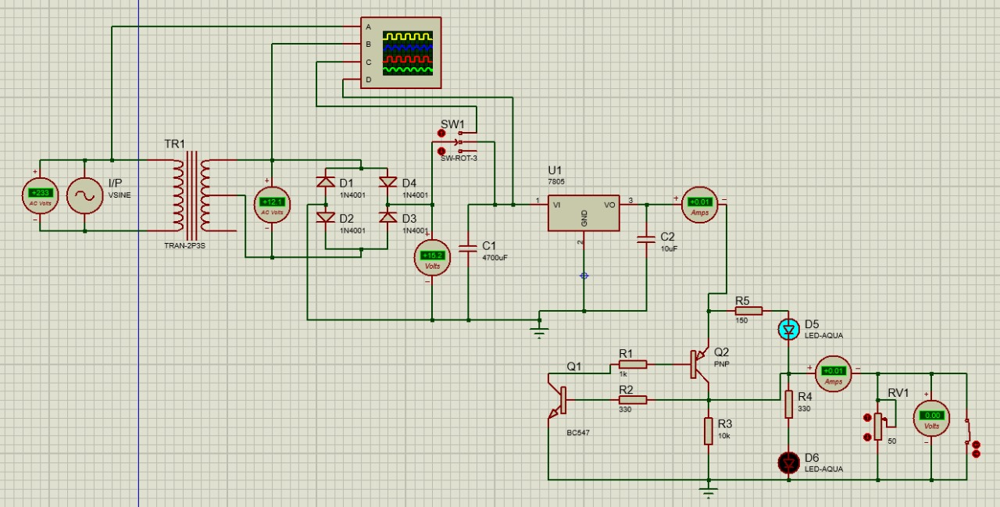 A
B
C
D
SW1
SW-ROT-3
TR1
TRAN-2P3S
+233
AC Volts
+
−
I/P
VSINE
+
+12.1
AC Volts
−
D1
1N4001
D4
1N4001
D2
1N4001
D3
1N4001
+
+15.2
Volts
−
C1
4700uF
U1
7805
1
VI
VO
3
GND
2
C2
10uF
+
−
+0.01
Amps
R5
150
D5
LED-AQUA
Q1
BC547
R1
1k
R2
330
Q2
PNP
R3
10k
R4
330
D6
LED-AQUA
+
−
+0.01
Amps
RV1
50
+
0.00
Volts
−